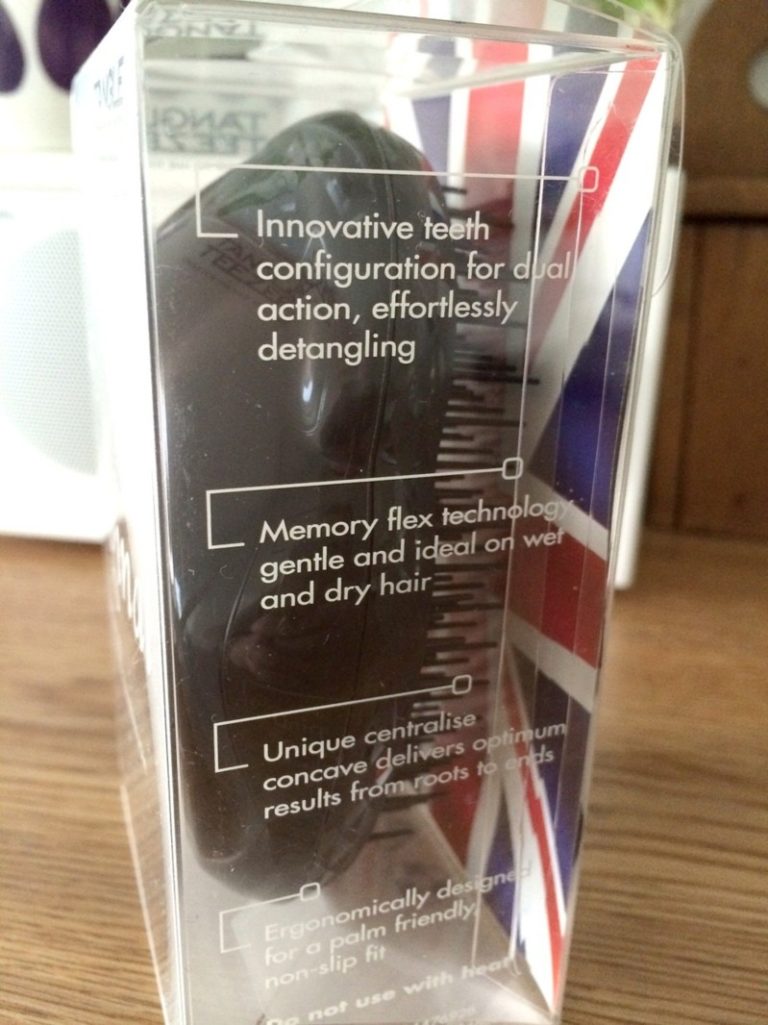 TANGLE
TEEZER
Innovative teeth
configuration for dual
action, effortlessly
detangling
Memory flex technology
gentle and ideal on wet
and dry hair
Unique centralise
concave delivers optimum
results from roots to ends
Ergonomically designed
for a palm friendly,
non-slip fit
Do not use with heat